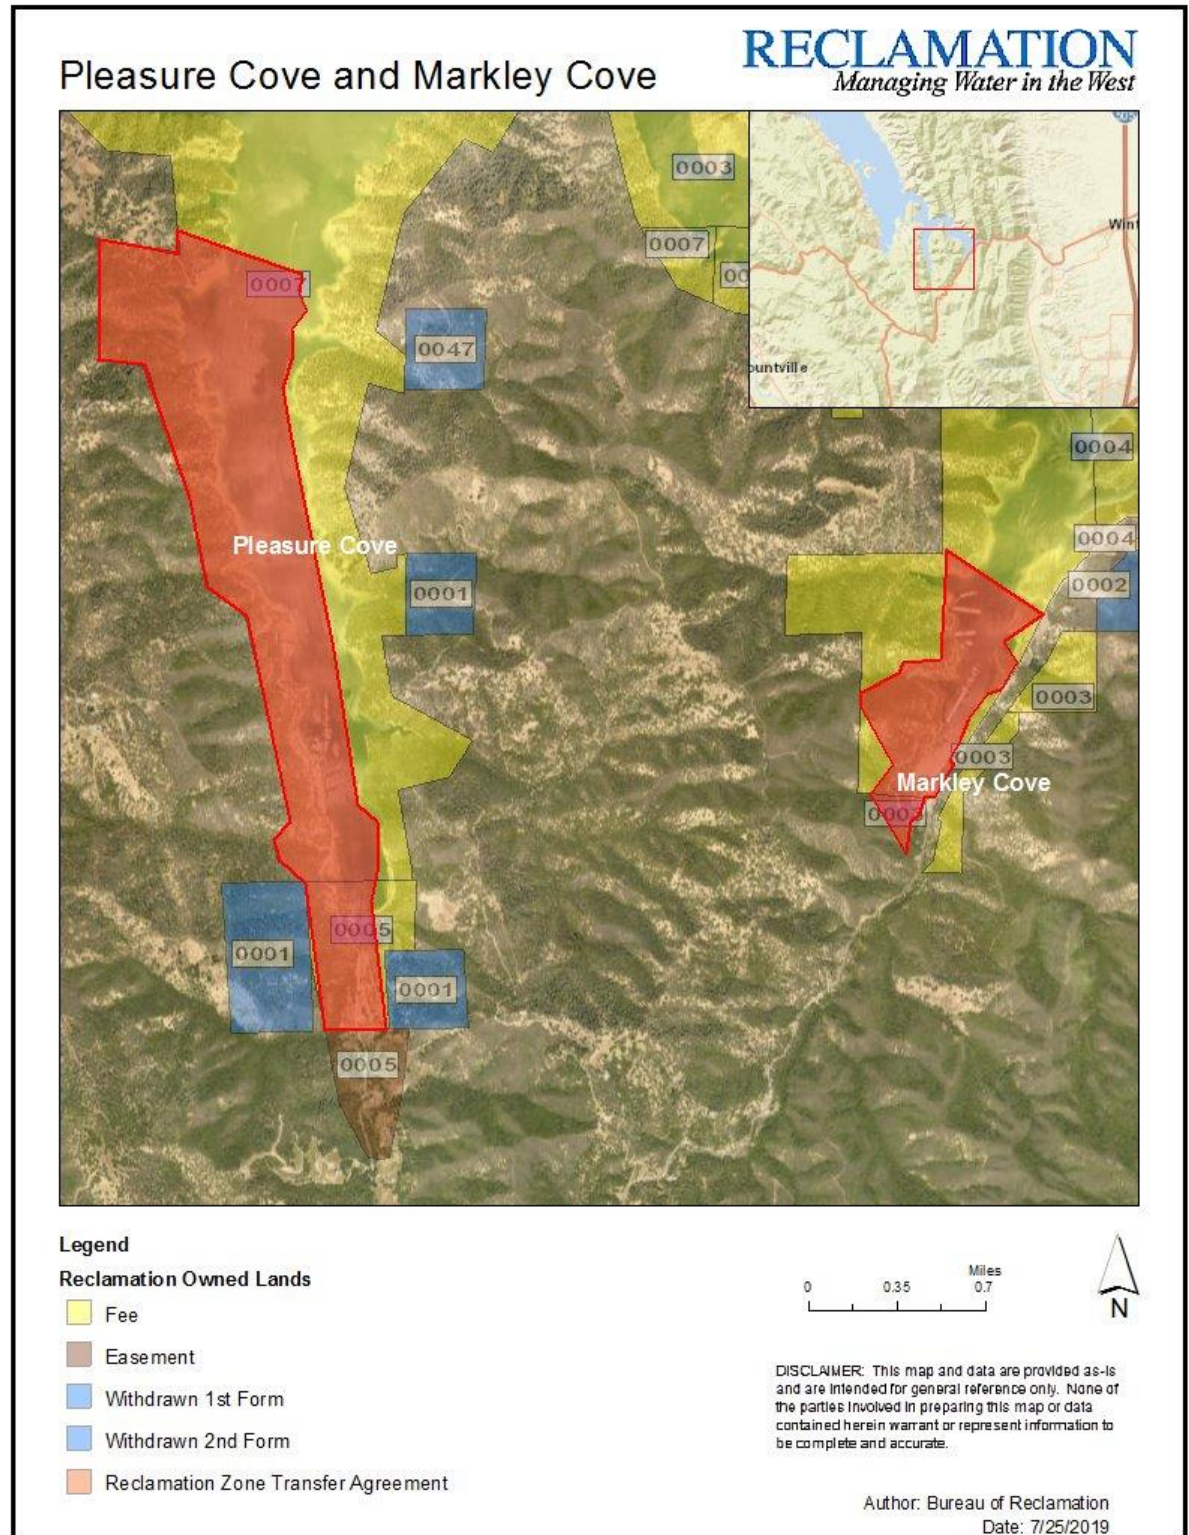 Pleasure Cove and Markley Cove
RECLAMATION
Managing Water in the West
505
0003
0007
00
Wint
ountville
0007
0047
0004
0004
0002
Pleasure Cove
0001
0003
0003
Markley Cove
0003
0005
0001
0001
0005
Legend
Reclamation Owned Lands
Fee
Easement
Withdrawn 1st Form
Withdrawn 2nd Form
Reclamation Zone Transfer Agreement
Miles
0 0.35 0.7
N
DISCLAIMER: This map and data are provided as-is
and are intended for general reference only. None of
the parties involved in preparing this map or data
contained herein warrant or represent information to
be complete and accurate.
Author: Bureau of Reclamation
Date: 7/25/2019